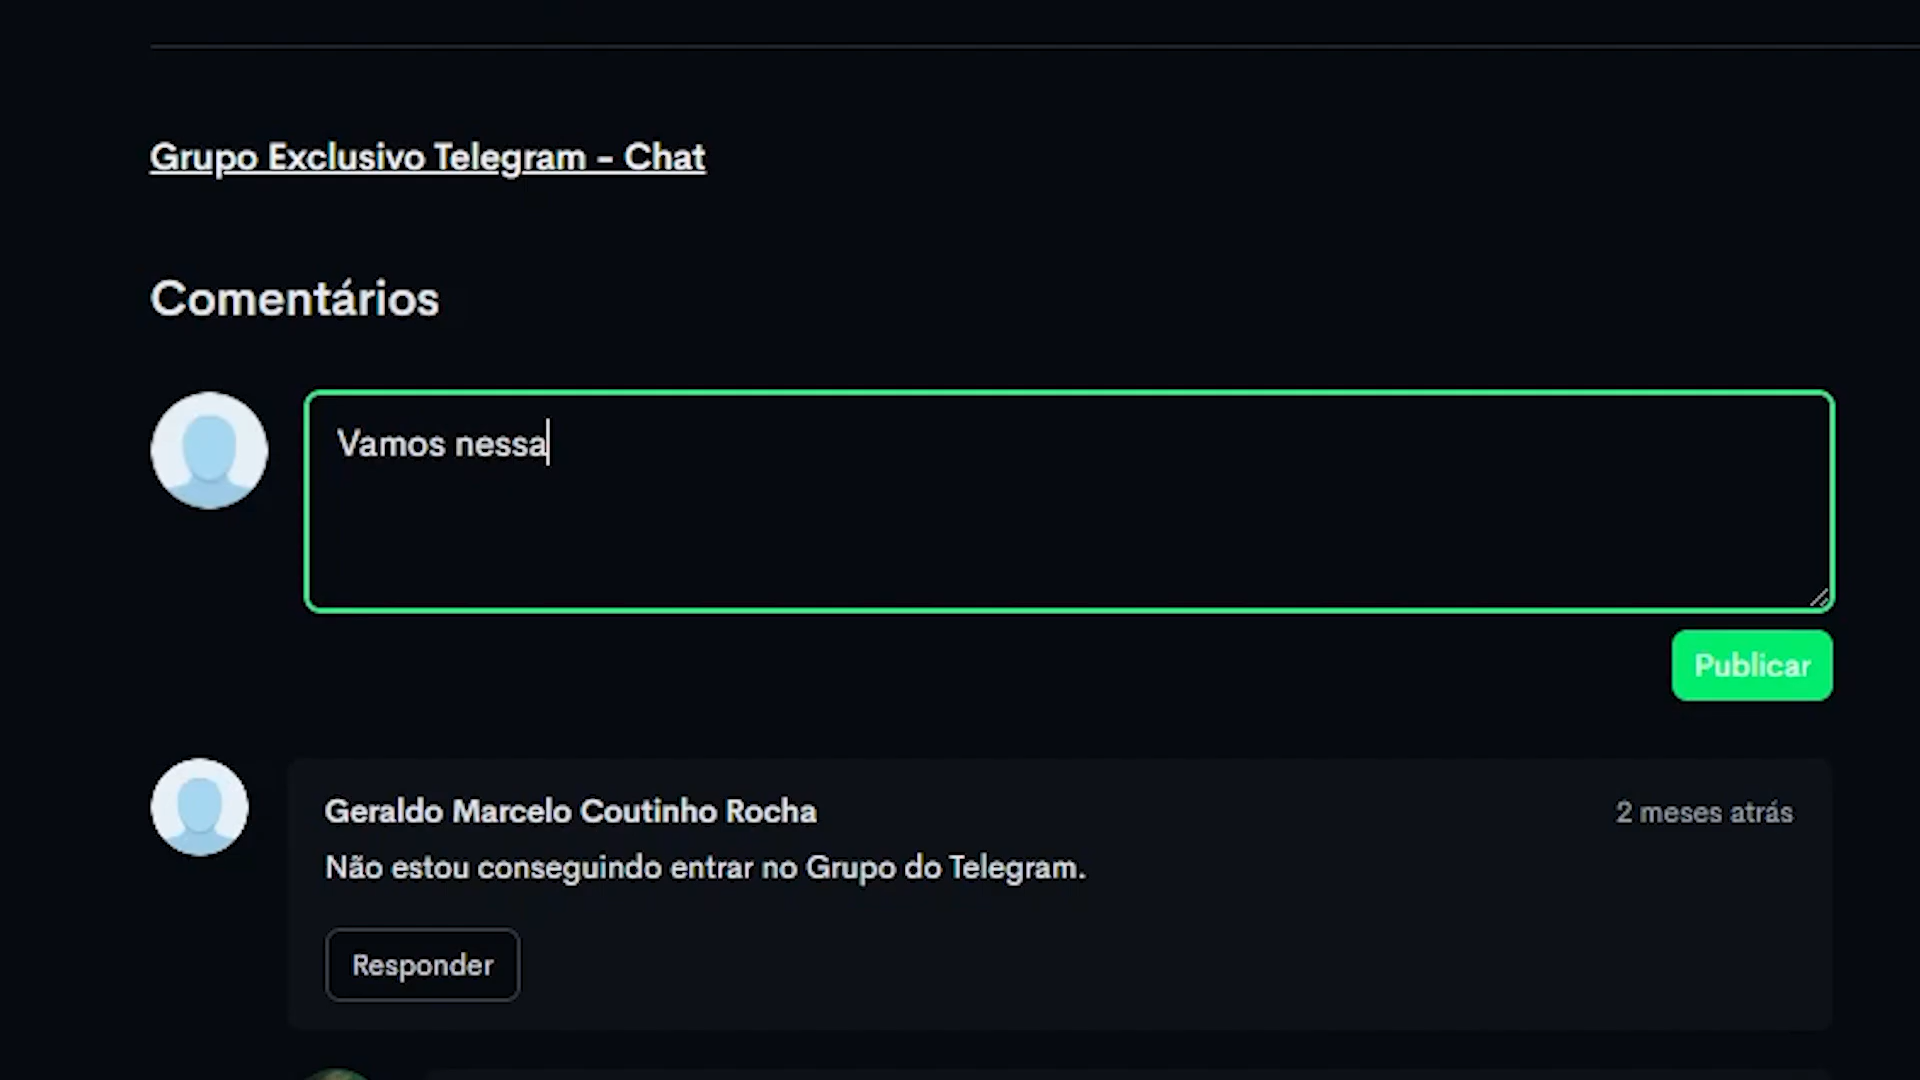 Grupo Exclusivo Telegram - Chat
Comentários
Vamos nessa
Publicar
Geraldo Marcelo Coutinho Rocha
2 meses atrás
Não estou conseguindo entrar no Grupo do Telegram.
Responder